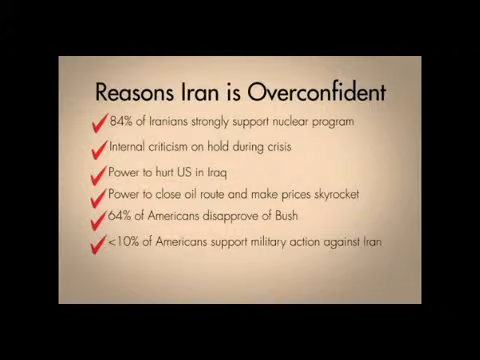 Reasons Iran is Overconfident
84% of Iranians strongly support nuclear program
Internal criticism on hold during crisis
Power to hurt US in Iraq
Power to close oil route and make prices skyrocket
64% of Americans disapprove of Bush
<10% of Americans support military action against Iran